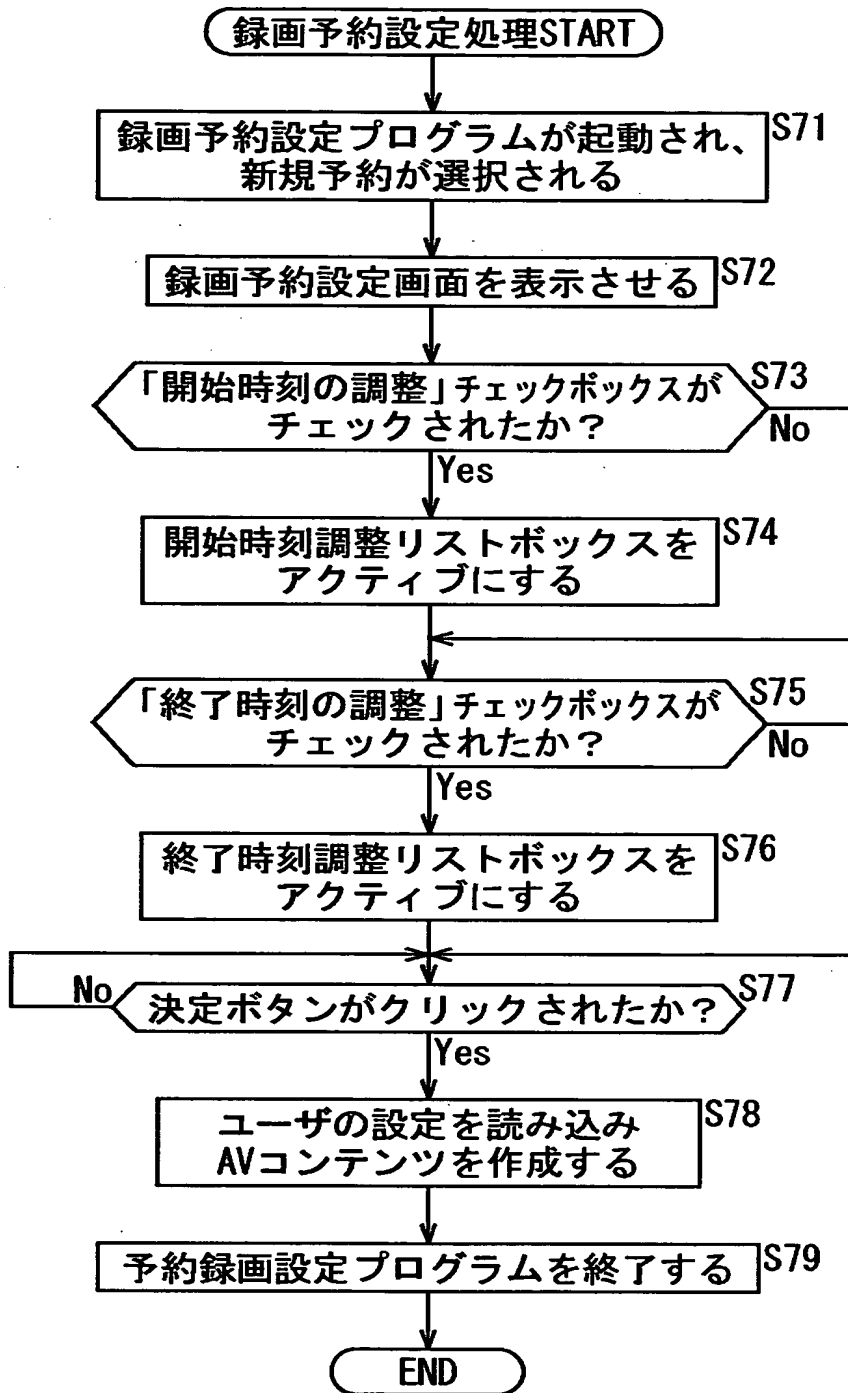 録画予約設定処理START
録画予約設定プログラムが起動され、
新規予約が選択される
S71
録画予約設定画面を表示させる
S72
「開始時刻の調整」チェックボックスが
チェックされたか？
S73
No
Yes
開始時刻調整リストボックスを
アクティブにする
S74
「終了時刻の調整」チェックボックスが
チェックされたか？
S75
No
Yes
終了時刻調整リストボックスを
アクティブにする
S76
No
決定ボタンがクリックされたか？
S77
Yes
ユーザの設定を読み込み
AVコンテンツを作成する
S78
予約録画設定プログラムを終了する
S79
END